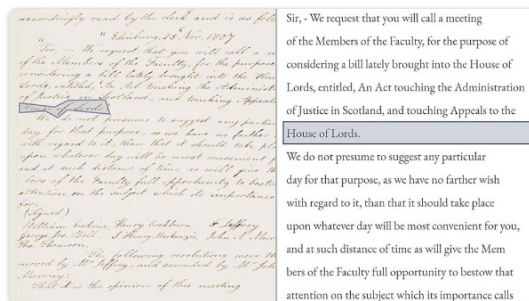 accordingly read by the clerk and is as foll
"Edinburg, 28th Nov. 1807
"Sir, - We request that you will call a m
of the Members of the Faculty, for the purpose
considering a bill lately brought into the Hou
Lords, entitled, An Act touching the Administ
of Justice in Scotland, and touching Appeals
House of Lords.
We do not presume to suggest any partic
day for that purpose, as we have no farther
with regard to it, than that it should take pl
upon whatever day will be most convenient f
and at such distance of time as will give th
bers of the Faculty full opportunity to besto
attention on the subject which its importance
for.
(Signed)
William Erskine, Henry Cockburn, F Jeffrey
George Jos. Bell, J Henry Mackenzie, John A Murr
Tho Thomson.
The following resolutions were th
moved by Mr Jeffrey, and seconded by Mr John
Murray:
That it is the opinion of this meeting
Sir, - We request that you will call a meeting
of the Members of the Faculty, for the purpose of
considering a bill lately brought into the House of
Lords, entitled, An Act touching the Administration
of Justice in Scotland, and touching Appeals to the
House of Lords.
We do not presume to suggest any particular
day for that purpose, as we have no farther wish
with regard to it, than that it should take place
upon whatever day will be most convenient for you,
and at such distance of time as will give the Mem
bers of the Faculty full opportunity to bestow that
attention on the subject which its importance calls